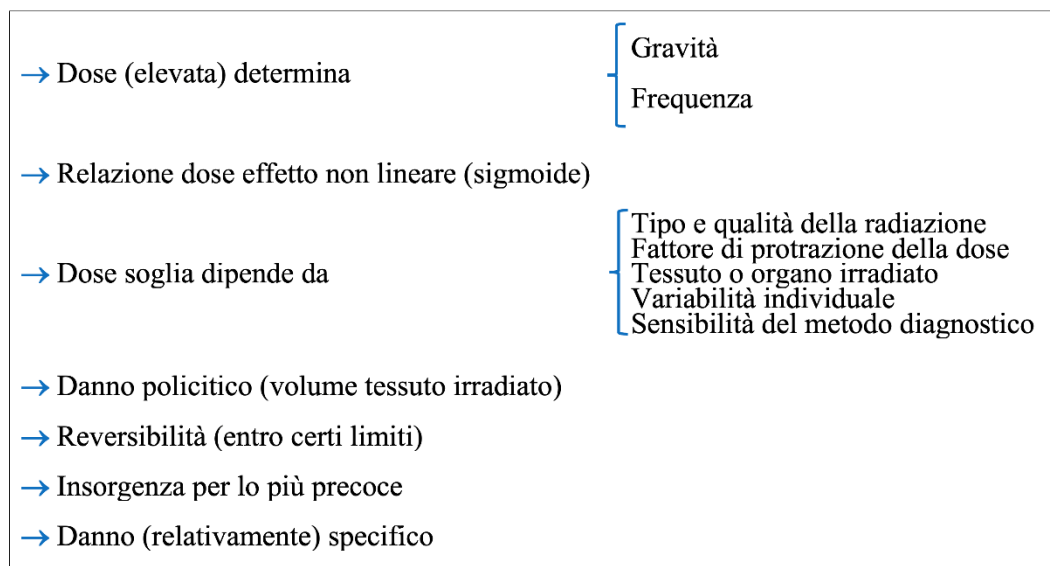 → Dose (elevata) determina
Gravità
Frequenza
→ Relazione dose effetto non lineare (sigmoide)
→ Dose soglia dipende da
Tipo e qualità della radiazione
Fattore di protrazione della dose
Tessuto o organo irradiato
Variabilità individuale
Sensibilità del metodo diagnostico
→ Danno policitico (volume tessuto irradiato)
→ Reversibilità (entro certi limiti)
→ Insorgenza per lo più precoce
→ Danno (relativamente) specifico